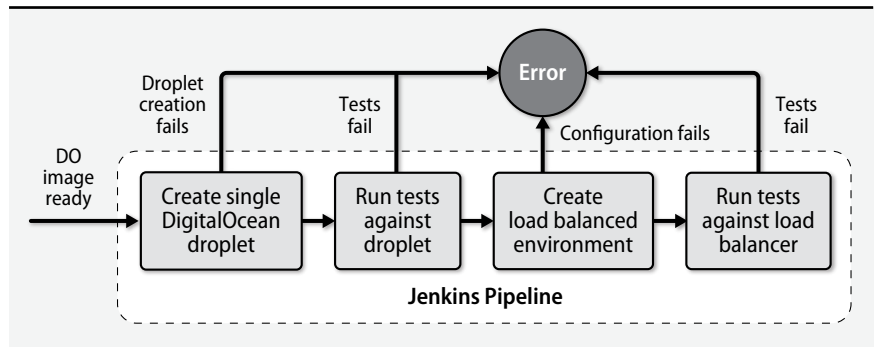 Error
Droplet
creation
fails
Tests
fail
Configuration fails
Tests
fail
DO
image
ready
Create single
DigitalOcean
droplet
Run tests
against
droplet
Create
load balanced
environment
Run tests
against load
balancer
Jenkins Pipeline